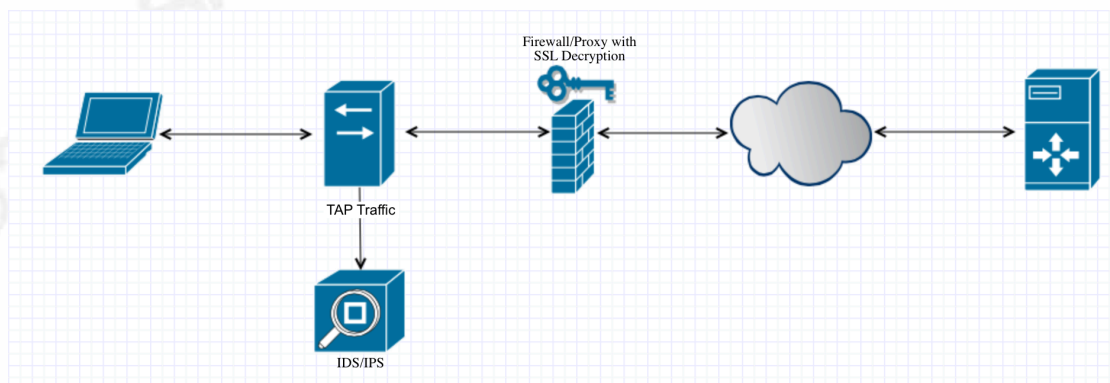 Firewall/Proxy with
SSL Decryption
TAP Traffic
IDS/IPS